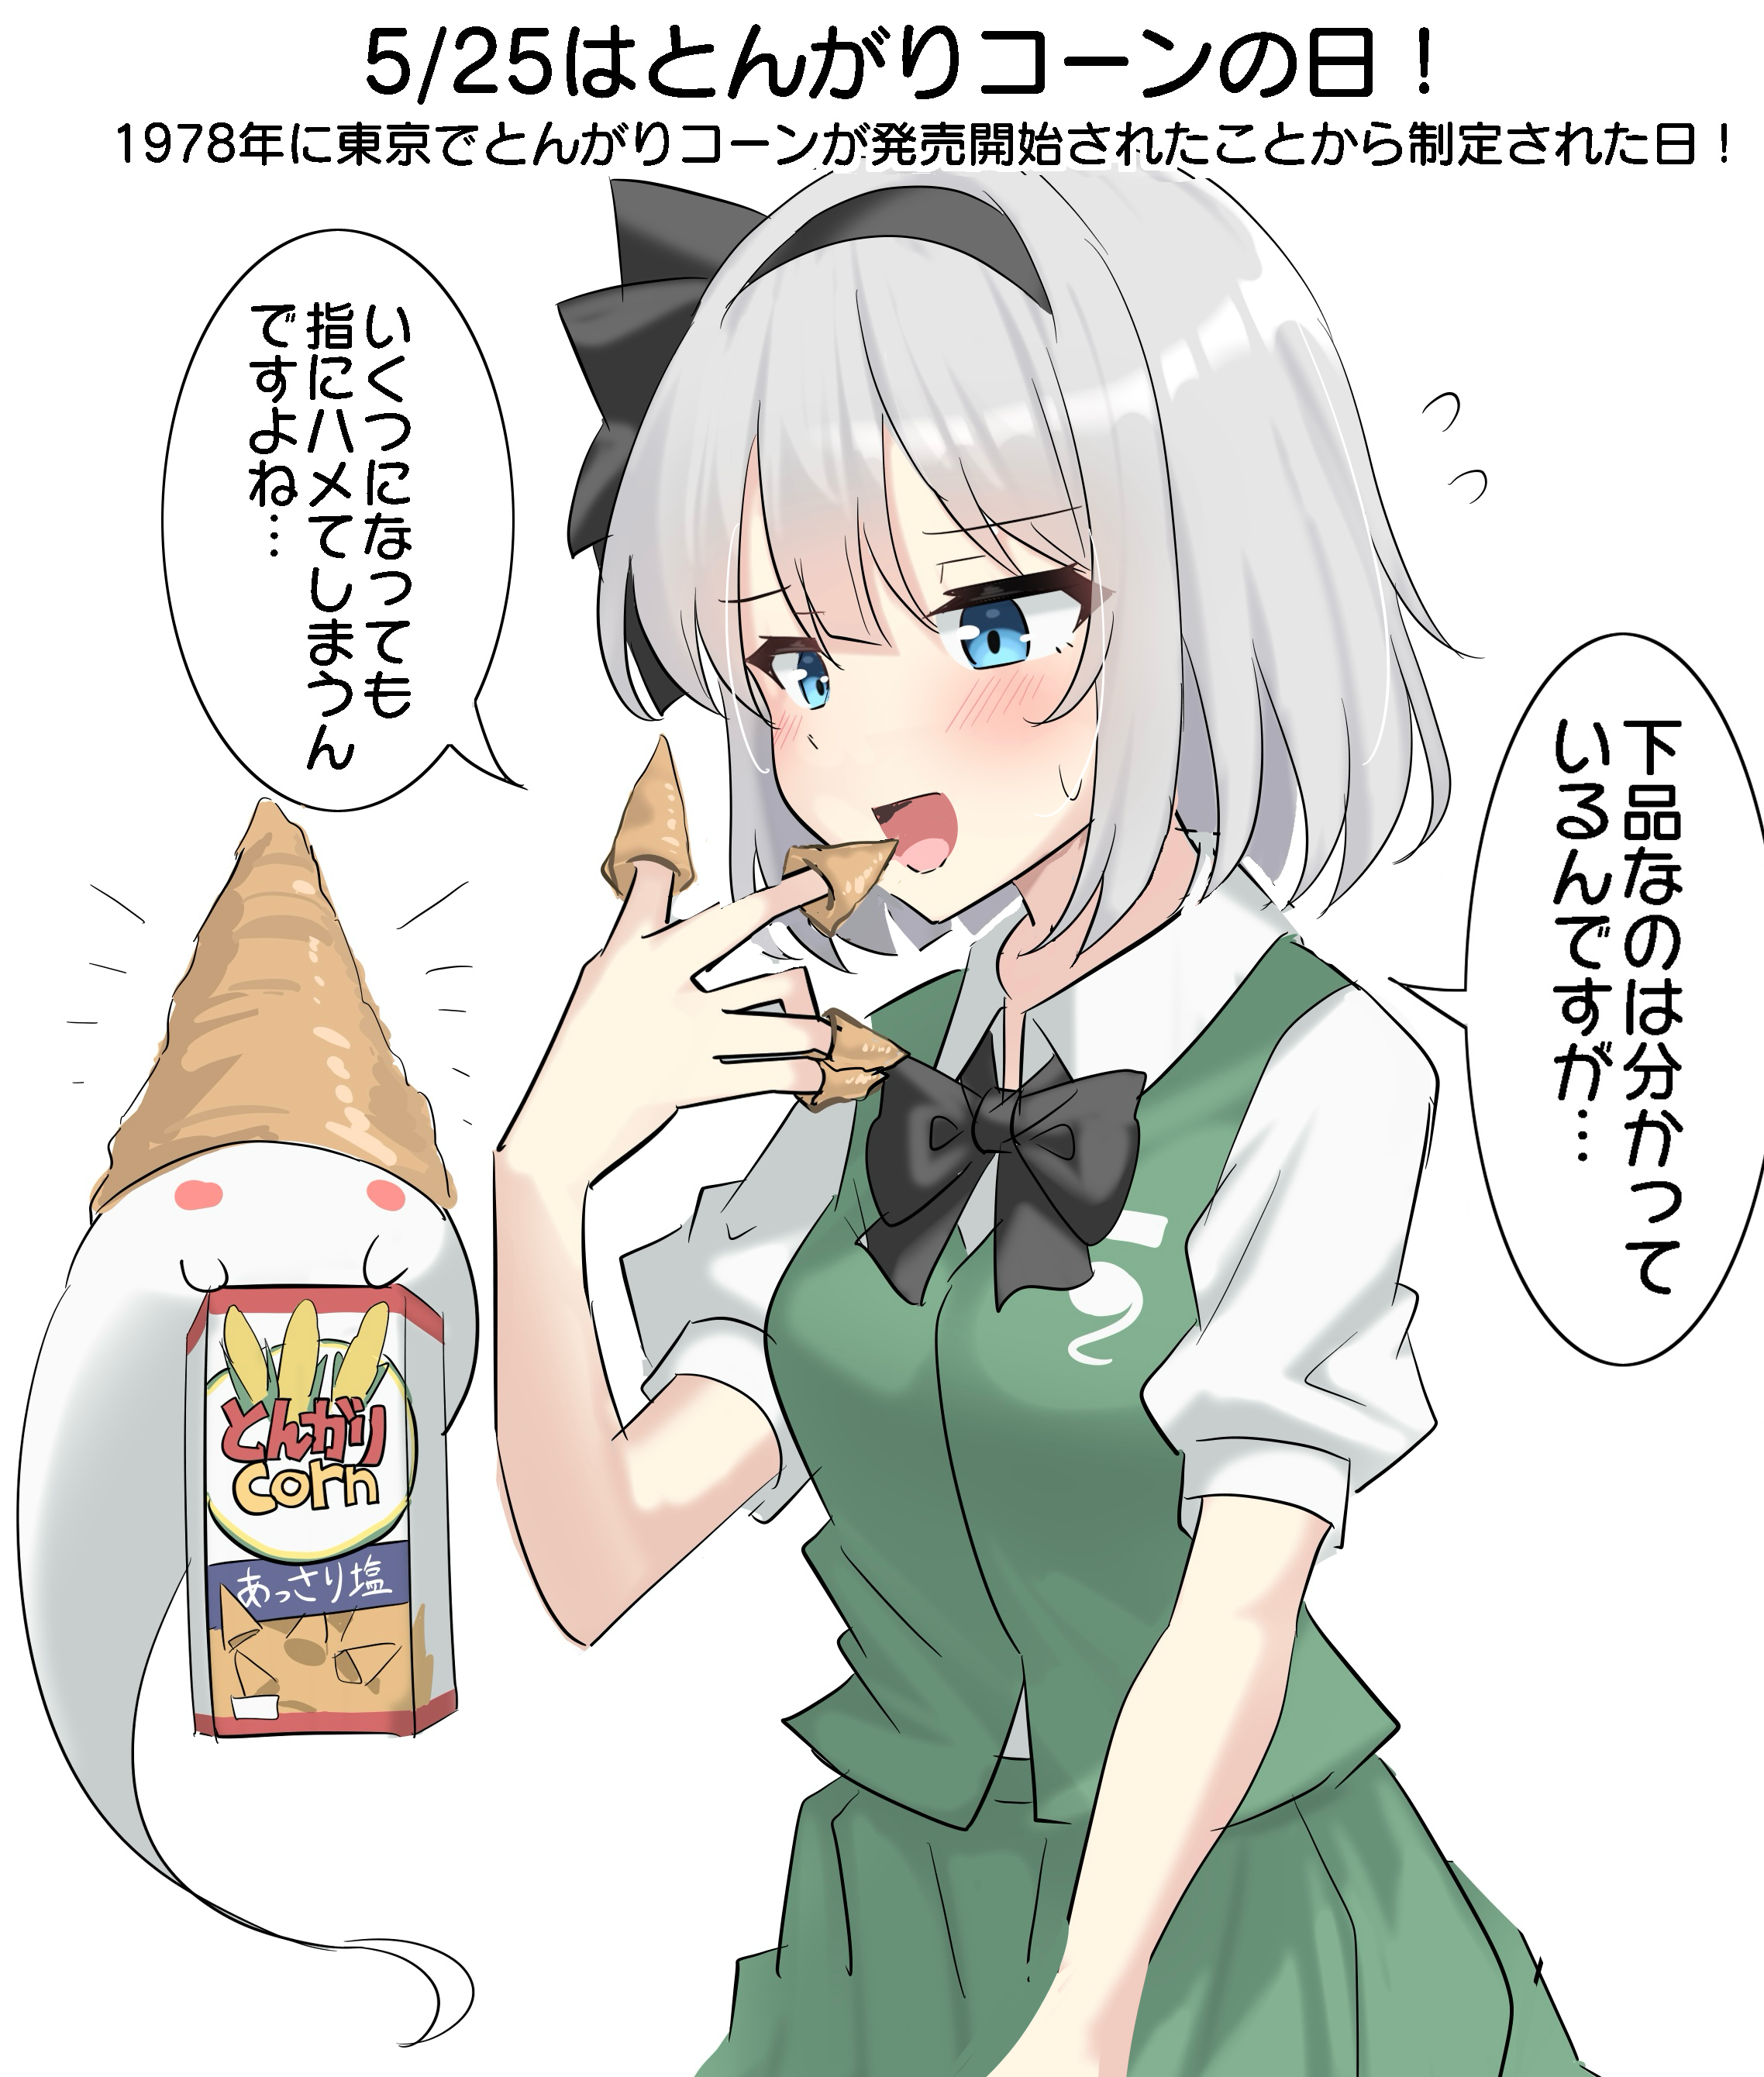 5/25はとんがりコーンの日！
1978年に東京でとんがりコーンが発売開始されたことから制定された日！
いくつになっても
指にハメてしまうん
ですよね…
下品なのは分かって
いるんですが…
とんがり
corn
あっさり塩